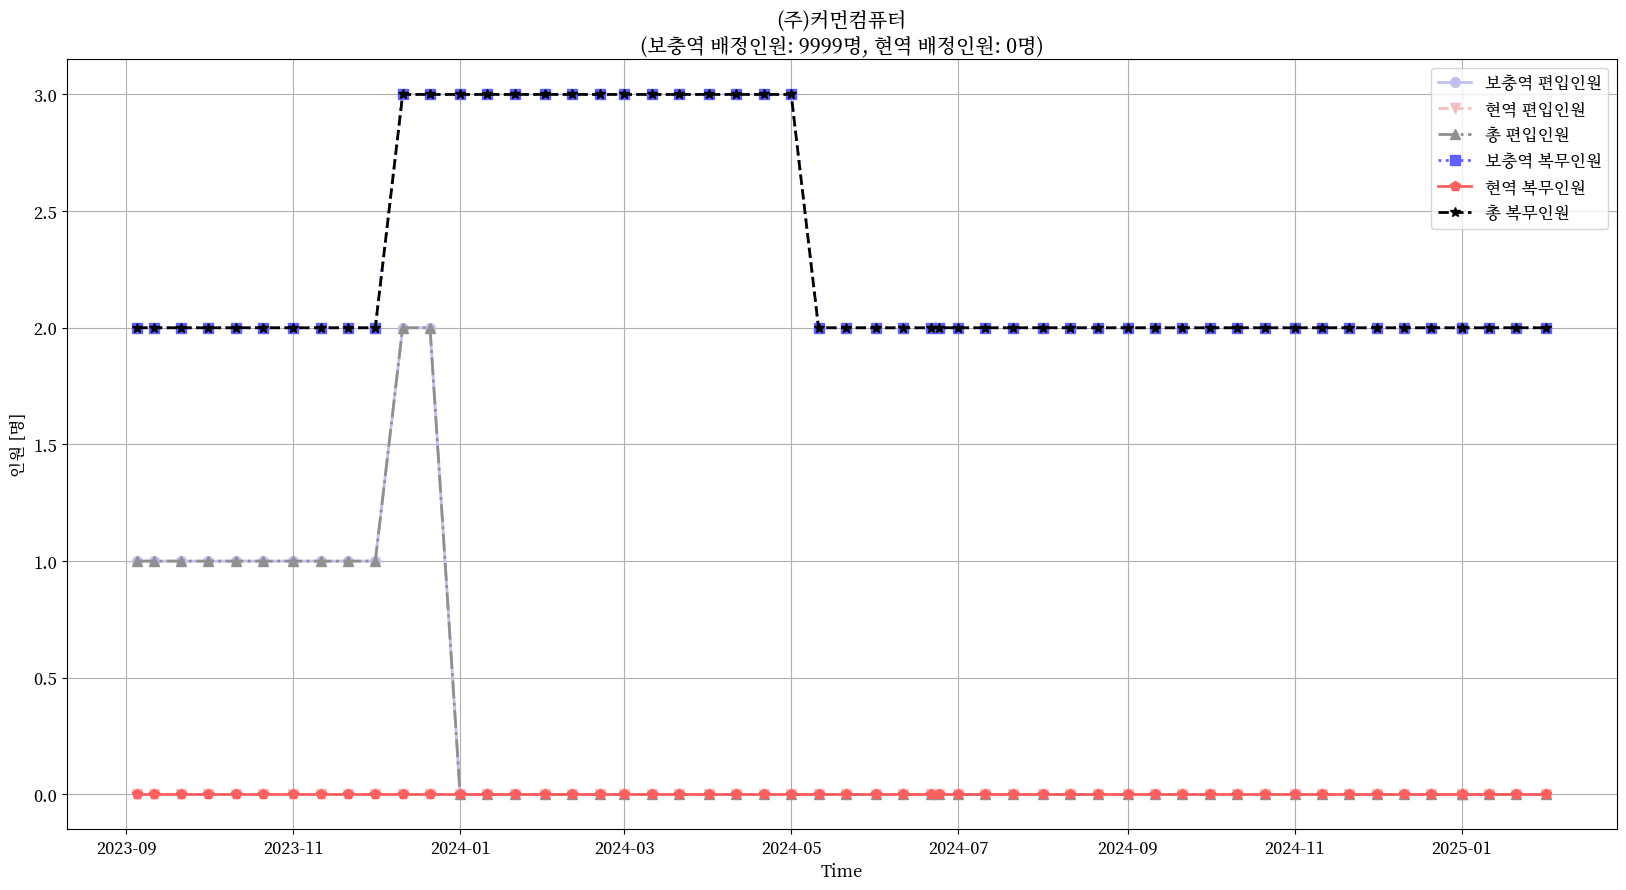 (주)커먼컴퓨터
(보충역 배정인원: 9999명, 현역 배정인원: 0명)
보충역 편입인원
현역 편입인원
총 편입인원
보충역 복무인원
현역 복무인원
총 복무인원
인원 [명]
3.0
2.5
2.0
1.5
1.0
0.5
0.0
2023-09
2023-11
2024-01
2024-03
2024-05
2024-07
2024-09
2024-11
2025-01
Time